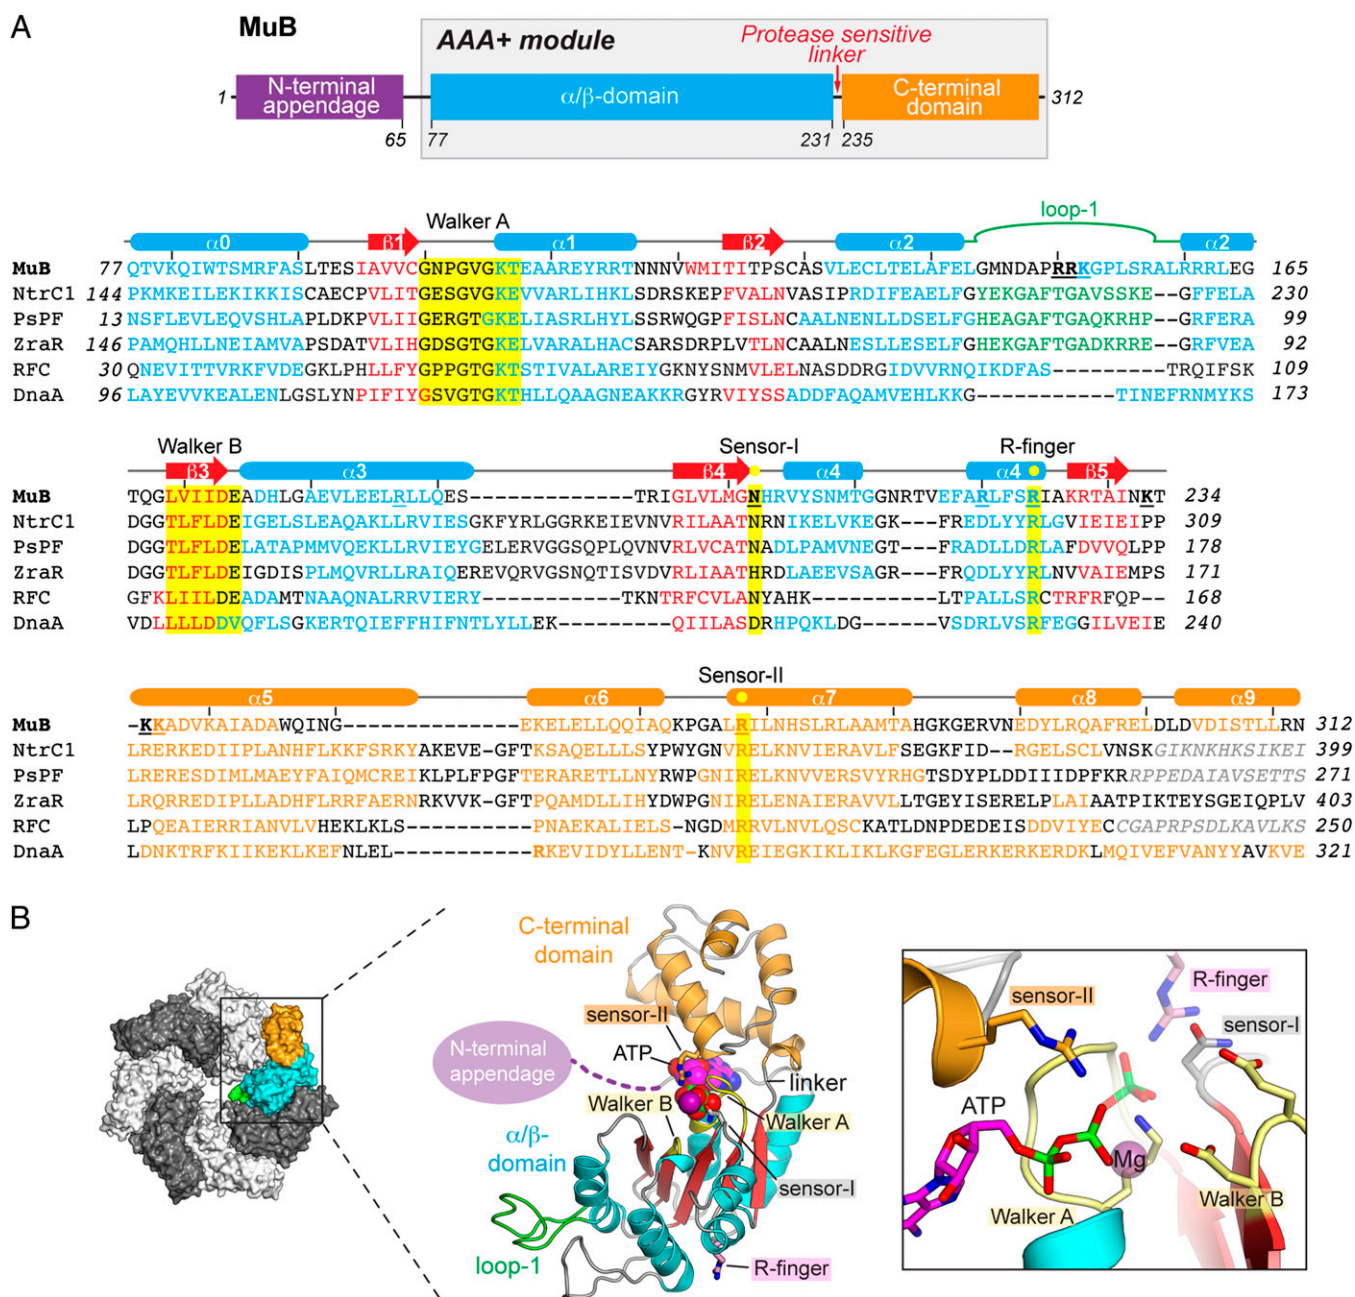 A
MuB
AAA+ module
Protease sensitive
linker
1
N-terminal
appendage
α/β-domain
C-terminal
domain
312
65
77
231
235
Walker A
loop-1
α0
β1
α1
β2
α2
α2
MuB 77 QTVKQIWTSMRFASLTESIAVVCGNPGVGKTEAAREYRRTNNNVWMITITPSCASVLECLTELAFELGMNDAPRRKGPLSRALRRRLEG 165
NtrC1 144 PKMKEILEKIKKISCAECPVLITGESGVGKEVVARLIHKLSDRSKEPFVALNVASIPRDIFEAELFGYEKGAFTGAVSSKE--GFFELA 230
PsPF 13 NSFLEVLEQVSHLAPLDKPVLIIGERGTGKELIASRLHYLSSRWQGPFISLNCAALNENLLDSELFGHEAGAFTGAQKRHP--GRFERA 99
ZraR 146 PAMQHLLNEIAMVAPSDATVLIHGDSGTGKELVARALHACSARSDRPLVTLNCAALNESLLESELFGHEKGAFTGADKRRE--GRFVEA 92
RFC 30 QNEVITTVRKFVDEGKLPHLLFYGPPGTGKTSTIVALAREIYGKNYSNMVLELNASDDRGIDVVRNQIKDFAS---------TRQIFSK 109
DnaA 96 LAYEVVKEALENLGSLYNPIFIYGSVGTGKTHLLQAAGNEAKKRGYRVIYSSADDFAQAMVEHLKKG-----------TINEFRNMYKS 173
Walker B
Sensor-I
R-finger
β3
α3
β4
α4
α4
β5
MuB TQGLVIIDEADHLGAEVLEELRLLQES-------------TRIGLVLMGNHRVYSNMTGGNRTVEFARLFSRIAKRTAINKT 234
NtrC1 DGGTLFLDEIGELSLEAQAKLLRVIESGKFYRLGGRKEIEVNVRILAATNRNIKELVKEGK---FREDLYYRLGVIEIEIPP 309
PsPF DGGTLFLDELATAPMMVQEKLLRVIEYGELERVGGSQPLQVNVRLVCATNADLPAMVNEGT---FRADLLDRLAFDVVQLPP 178
ZraR DGGTLFLDEIGDISPLMQVRLLRAIQEREVQRVGSNQTISVDVRLIAATHRDLAEEVSAGR---FRQDLYYRLNVVAIEMPS 171
RFC GFKLIILDEADAMTNAAQNALRRVIERY-----------TKNTRFCVLANYAHK-------LTPALLSRCTRFRFQP-- 168
DnaA VDLLLLDDVQFLSGKERTQIEFFHIFNTLYLLEK--------QIILASDRHPQKLDG----VSDRLVSRFEGGILVEIE 240
Sensor-II
α5
α6
α7
α8
α9
MuB -KKADVKAIADAWQING-------------EKELELLQQIAQKPGALRILNHSLRLAAMTAHGKGERVNEDYLRQAFRELDLDVDISTLLRN 312
NtrC1 LRERKEDIIPLANHFLKKFSRKYAKEVE-GFTKSAQELLLSYPWYGNVRELKNVIERAVLFSEGKFID--RGELSCLVNSKGIKNKHKSIKEI 399
PsPF LRERESDIMLMAEYFAIQMCREIKLPLFPGFTERARETLLNYRWPGNIRELKNVVERSVYRHGTSDYPLDDIIIDPFKRRPPEDAIAVSETTS 271
ZraR LRQRREDIPLLADHFLRRFAERNRKVVK-GFTPQAMDLLIHYDWPGNIRELENAIERAVVLLTGEYISERELPLAIAATPIKTEYSGEIQPLV 403
RFC LPQEAIERRIANVLVHEKLKLS---------PNAEKALIELS-NGDMRRVLNVLQSCKATLDNPDEDEISDDVIYECCGAPRPSDLKAVLKS 250
DnaA LDNKTRFKIIKEKLKEFNLEL----------RKEVIDYLLENT-KNVREIEGKIKLIKLKGFEGLERKERKERDKLMQIVEFVANYYAVKVE 321
B
C-terminal
domain
sensor-II
ATP
N-terminal
appendage
linker
Walker B
Walker A
α/β-
domain
sensor-I
loop-1
R-finger
sensor-II
R-finger
sensor-I
ATP
Mg
Walker A
Walker B